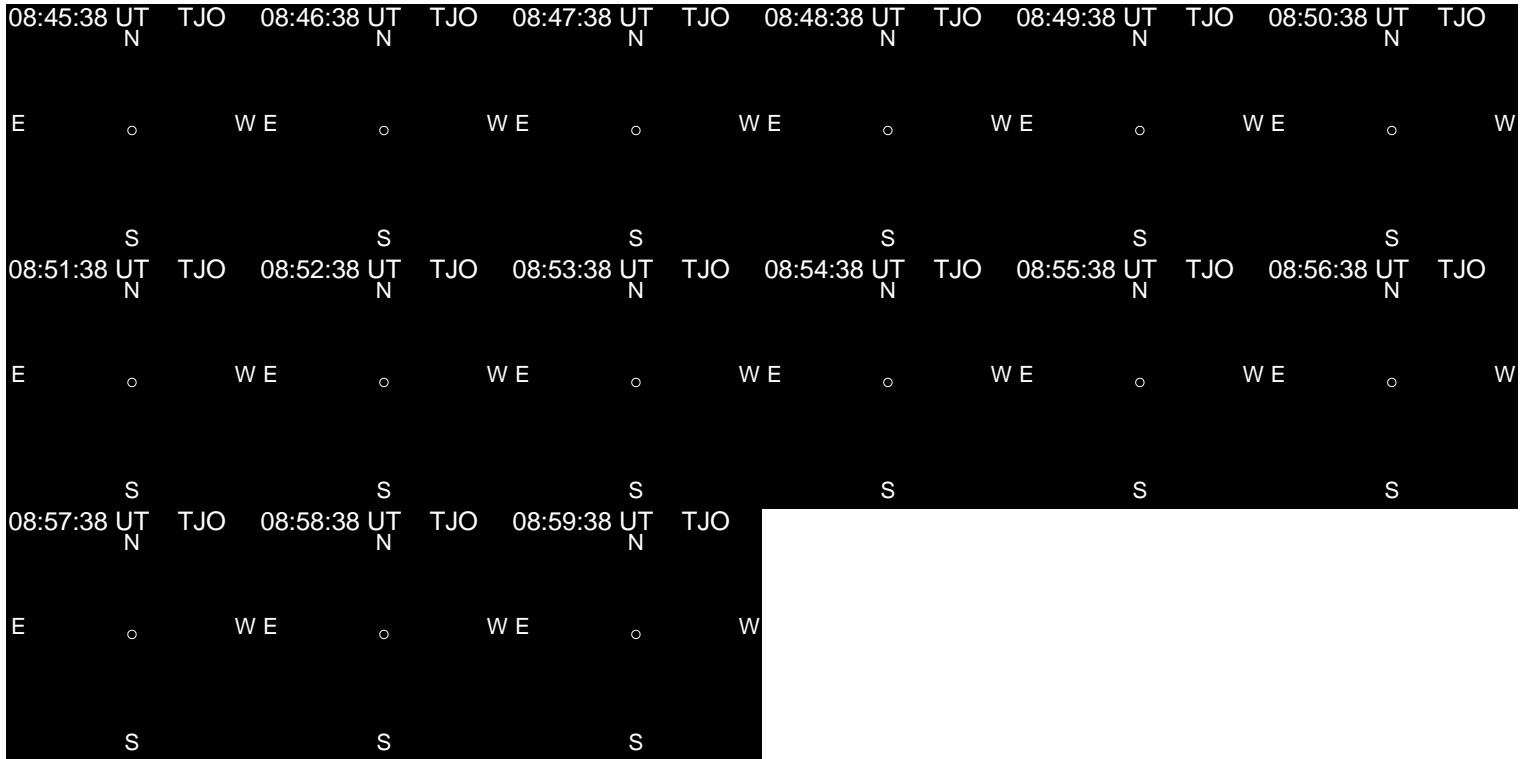 08:45:38 UT TJO 08:46:38 UT TJO 08:47:38 UT TJO 08:48:38 UT TJO 08:49:38 UT TJO 08:50:38 UT TJO
N N N N N N
E W E W E W E W E W E W
S S S S S S
08:51:38 UT TJO 08:52:38 UT TJO 08:53:38 UT TJO 08:54:38 UT TJO 08:55:38 UT TJO 08:56:38 UT TJO
N N N N N N
E W E W E W E W E W E W
S S S S S S
08:57:38 UT TJO 08:58:38 UT TJO 08:59:38 UT TJO
N N N
E W E W E W
S S S